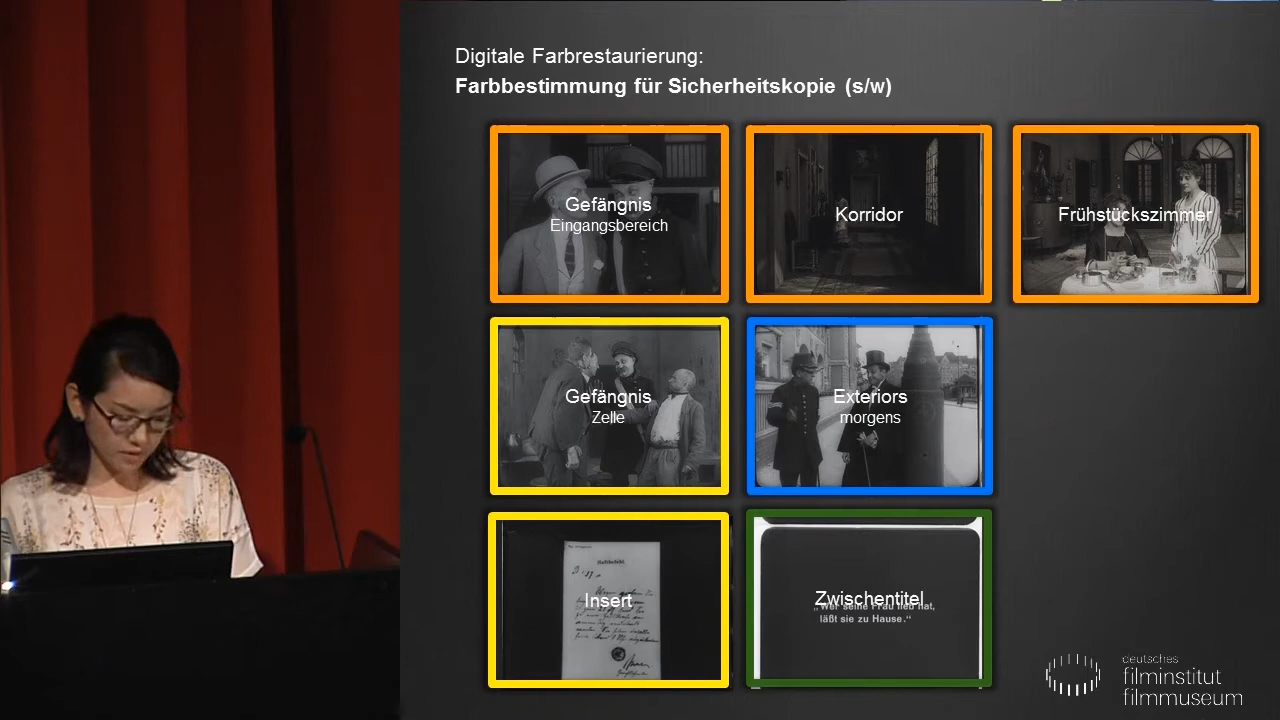 Digitale Farbrestaurierung:
Farbbestimmung für Sicherheitskopie (s/w)
Gefängnis
Eingangsbereich
Korridor
Frühstückszimmer
Gefängnis
Zelle
Exteriors
morgens
Insert
Zwischentitel
„Wer seine Frau lieb hat,
läßt sie zu Hause.“
deutsches
filminstitut
filmmuseum